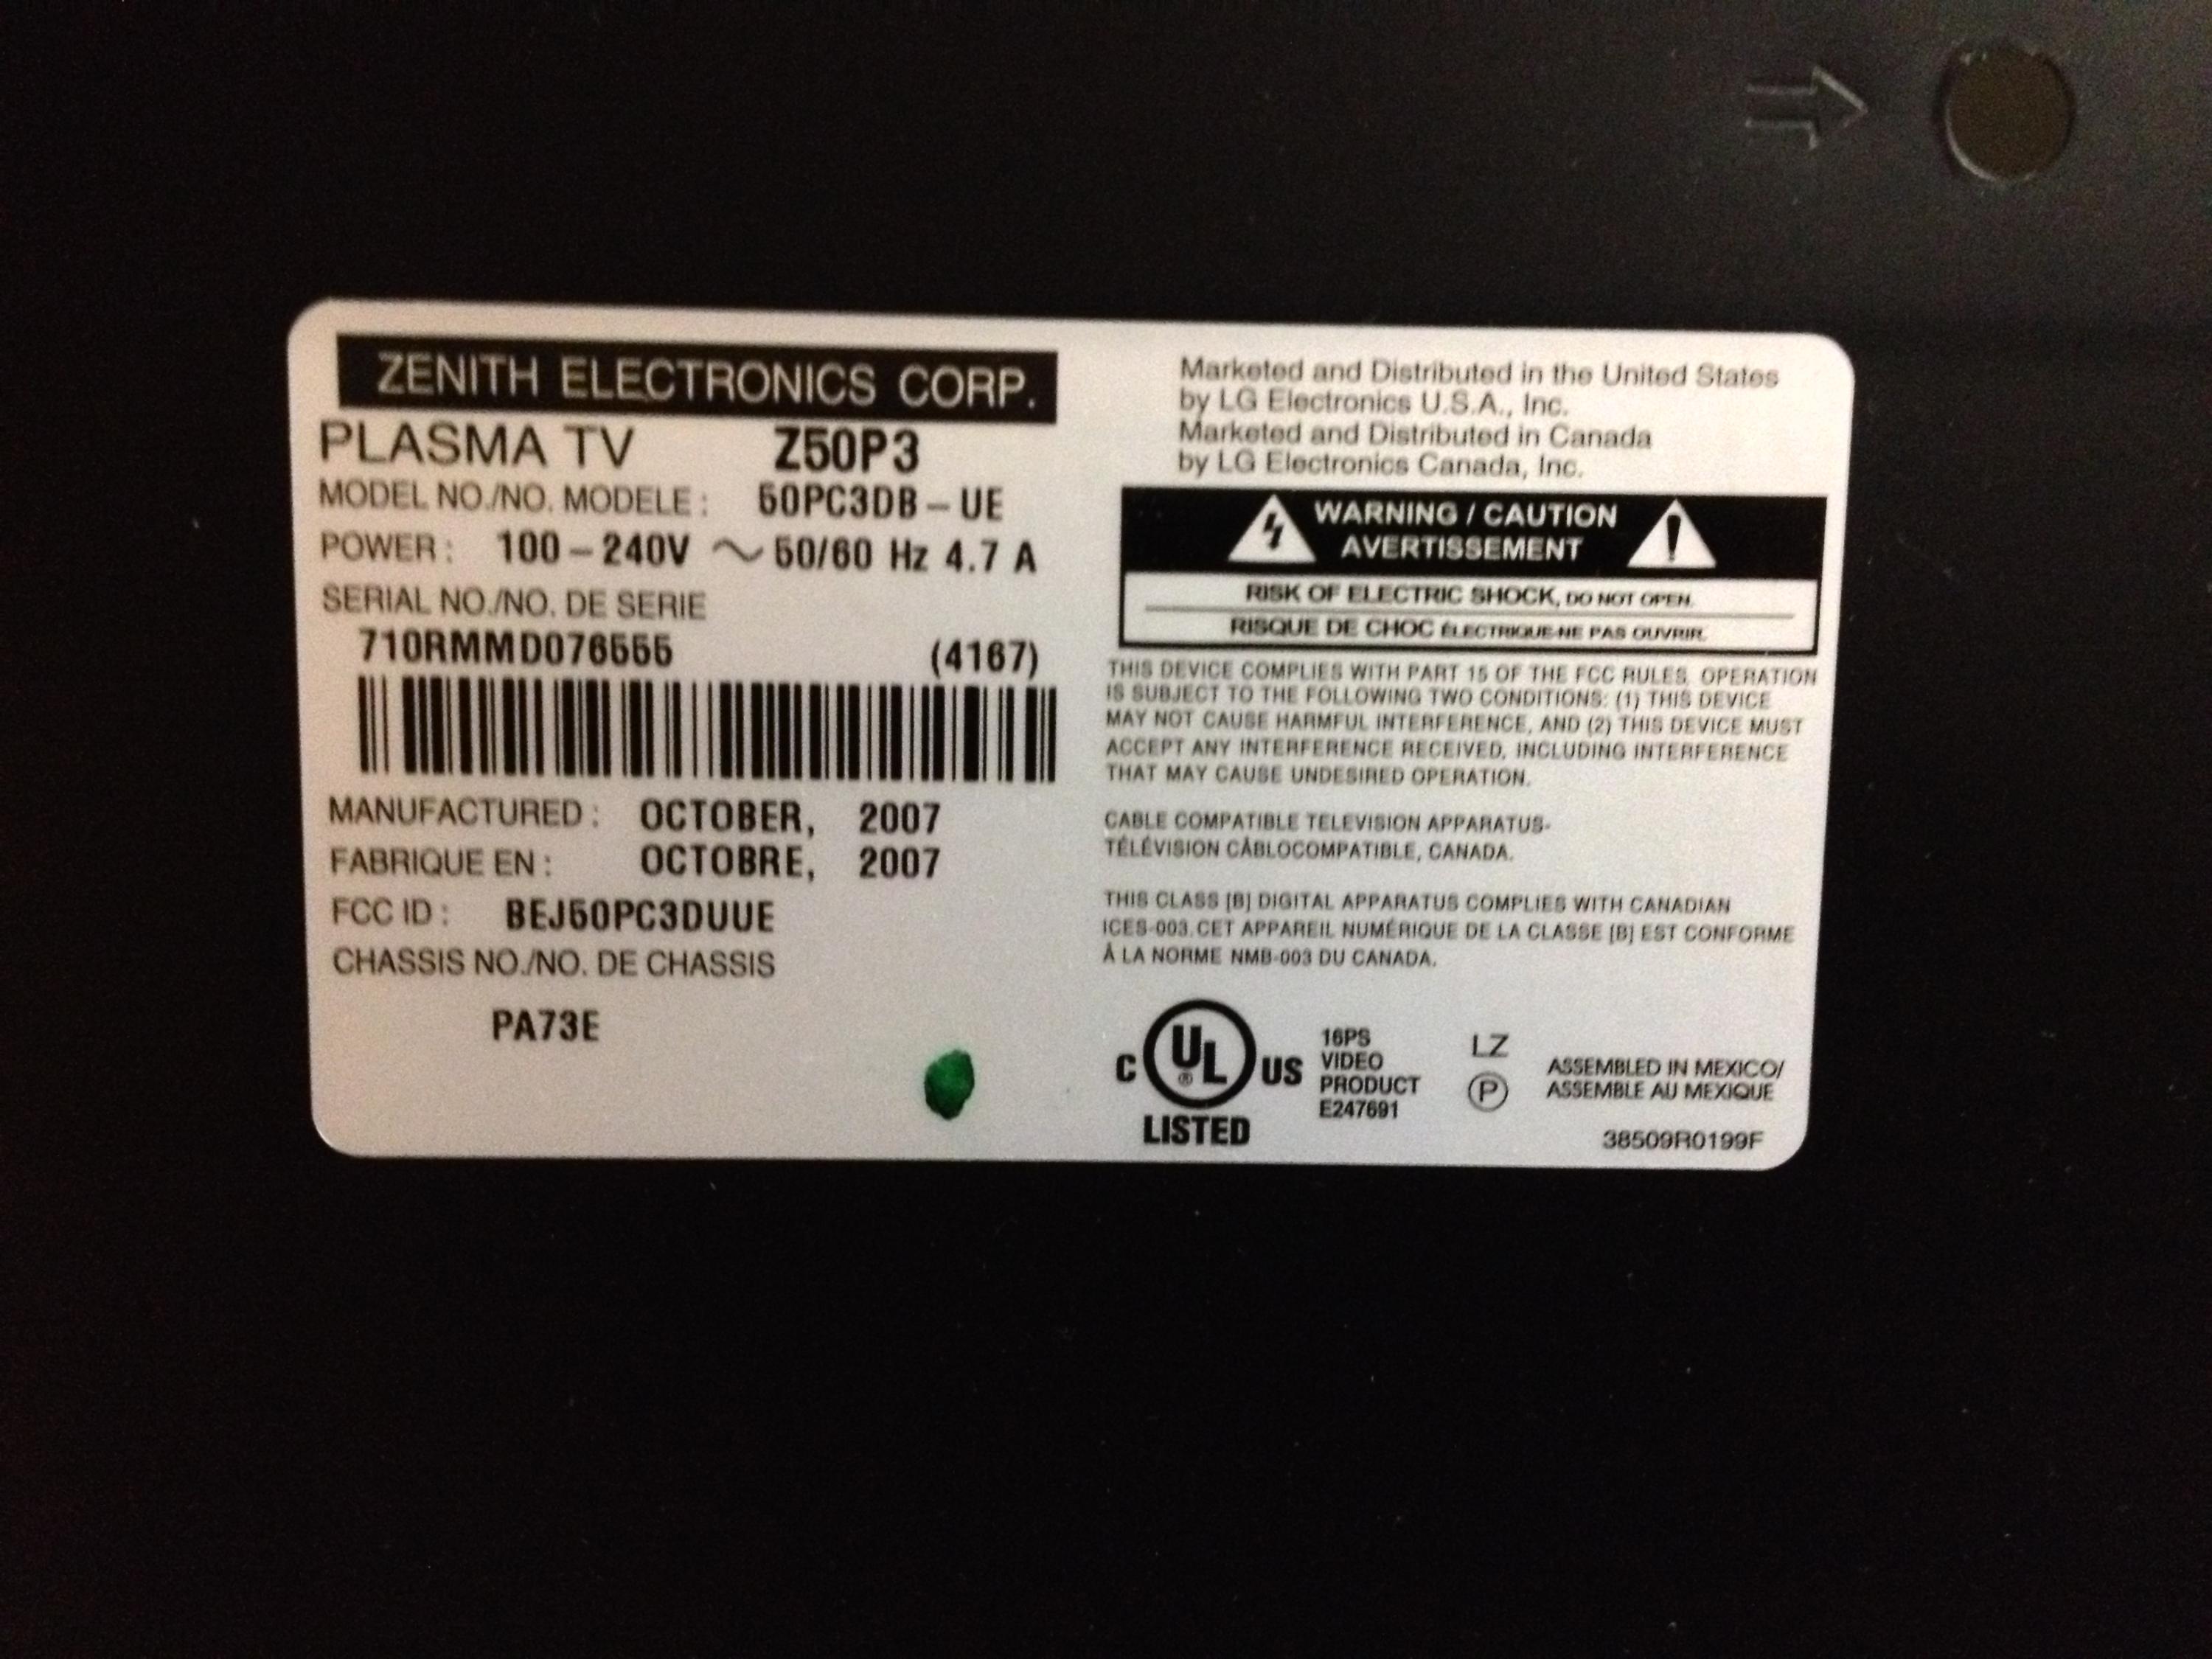 ZENITH ELECTRONICS CORP.
PLASMA TV Z50P3
MODEL NO./NO. MODELE : 50PC3DB-UE
POWER : 100-240V ~ 50/60 Hz 4.7 A
SERIAL NO./NO. DE SERIE
710RMMD076555 (4167)
MANUFACTURED : OCTOBER, 2007
FABRIQUE EN : OCTOBRE, 2007
FCC ID : BEJ50PC3DUUE
CHASSIS NO./NO. DE CHASSIS
PA73E
Marketed and Distributed in the United States
by LG Electronics U.S.A., Inc.
Marketed and Distributed in Canada
by LG Electronics Canada, Inc.
WARNING / CAUTION
AVERTISSEMENT
RISK OF ELECTRIC SHOCK, DO NOT OPEN.
RISQUE DE CHOC ÉLECTRIQUE-NE PAS OUVRIR.
THIS DEVICE COMPLIES WITH PART 15 OF THE FCC RULES. OPERATION
IS SUBJECT TO THE FOLLOWING TWO CONDITIONS: (1) THIS DEVICE
MAY NOT CAUSE HARMFUL INTERFERENCE, AND (2) THIS DEVICE MUST
ACCEPT ANY INTERFERENCE RECEIVED, INCLUDING INTERFERENCE
THAT MAY CAUSE UNDESIRED OPERATION.
CABLE COMPATIBLE TELEVISION APPARATUS-
TÉLÉVISION CÂBLOCOMPATIBLE, CANADA.
THIS CLASS [B] DIGITAL APPARATUS COMPLIES WITH CANADIAN
ICES-003. CET APPAREIL NUMÉRIQUE DE LA CLASSE [B] EST CONFORME
À LA NORME NMB-003 DU CANADA.
C UL ® US
LISTED
16PS
VIDEO
PRODUCT
E247691
LZ
P
ASSEMBLED IN MEXICO/
ASSEMBLE AU MEXIQUE
38509R0199F